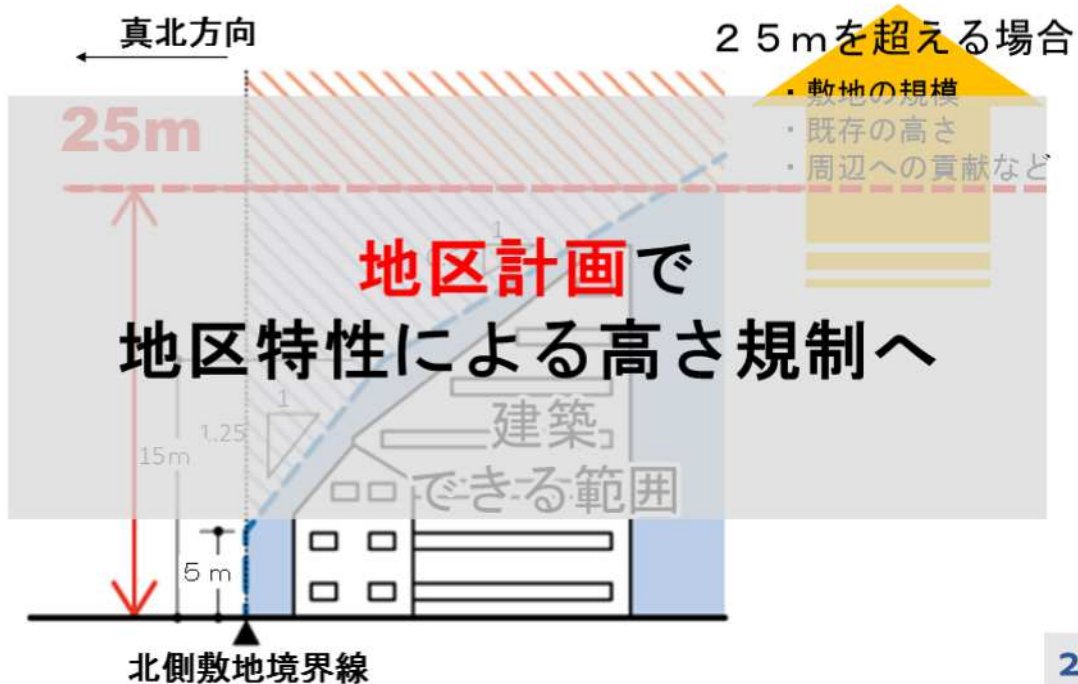 真北方向
２５ｍを超える場合
・敷地の規模
・既存の高さ
・周辺への貢献など
25m
地区計画で
地区特性による高さ規制へ
1
1
1.25
15m
建築
できる範囲
5 m
北側敷地境界線
2